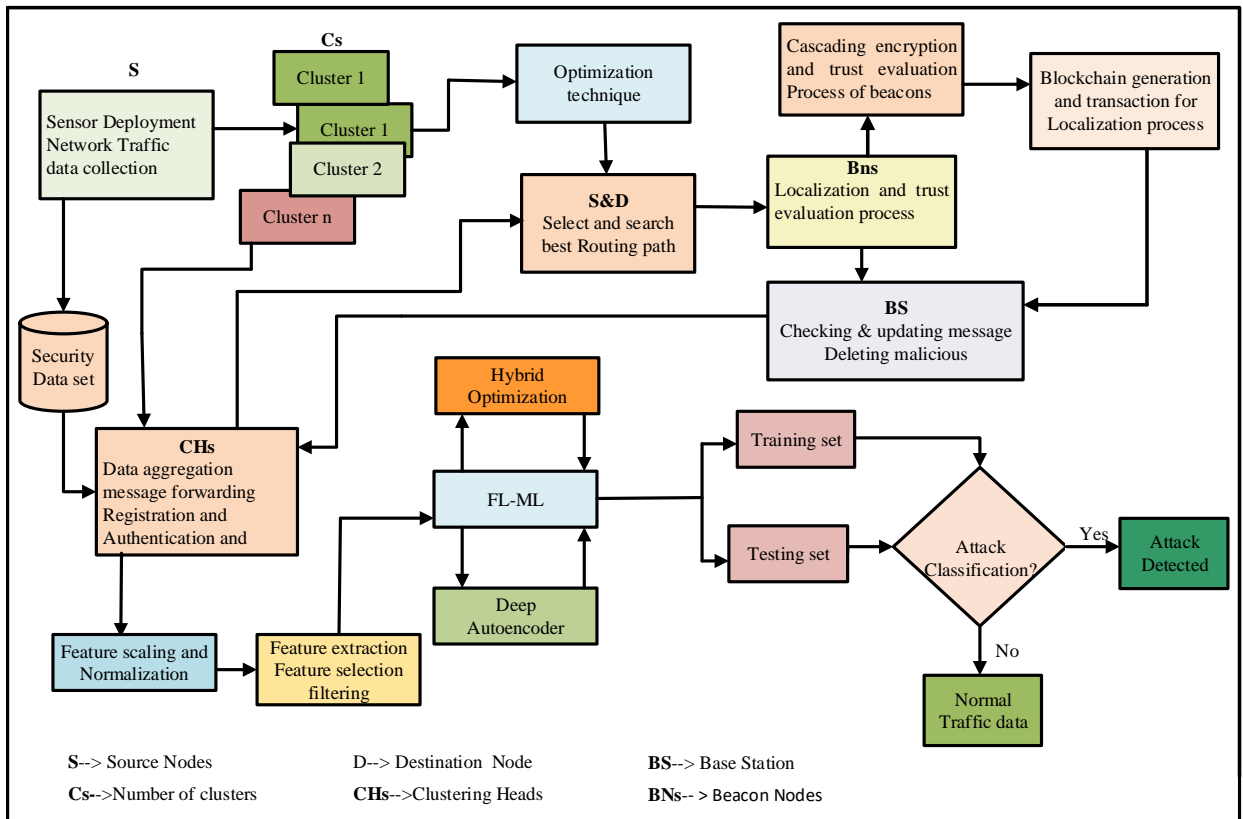 S
Sensor Deployment
Network Traffic
data collection
Cs
Cluster 1
Cluster 1
Cluster 2
Cluster n
Optimization
technique
S&D
Select and search
best Routing path
Cascading encryption
and trust evaluation
Process of beacons
Blockchain generation
and transaction for
Localization process
Bns
Localization and trust
evaluation process
BS
Checking & updating message
Deleting malicious
Security
Data set
CHs
Data aggregation
message forwarding
Registration and
Authentication and
Hybrid
Optimization
FL-ML
Deep
Autoencoder
Training set
Testing set
Attack
Classification?
Yes
Attack
Detected
No
Normal
Traffic data
Feature scaling and
Normalization
Feature extraction
Feature selection
filtering
S--> Source Nodes
D--> Destination Node
BS--> Base Station
Cs-->Number of clusters
CHs-->Clustering Heads
BNs-- > Beacon Nodes